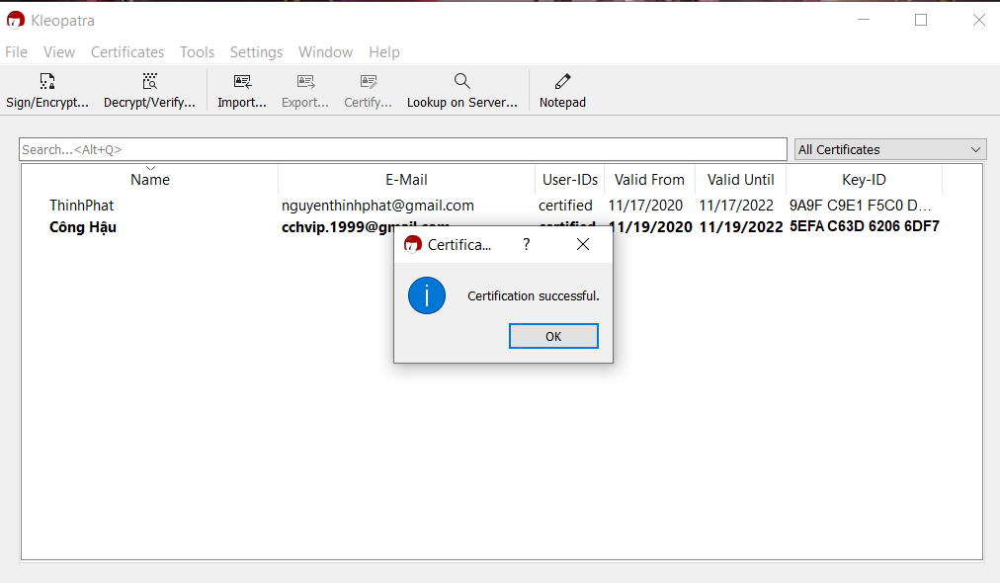 Kleopatra
File View Certificates Tools Settings Window Help
Sign/Encrypt... Decrypt/Verify... Import... Export... Certify... Lookup on Server... Notepad
Search...<Alt+Q> All Certificates
Name E-Mail User-IDs Valid From Valid Until Key-ID
ThinhPhat nguyenthinhphat@gmail.com certified 11/17/2020 11/17/2022 9A9F C9E1 F5C0 D...
Công Hậu cchvip.1999@gmail.com certified 11/19/2020 11/19/2022 5EFA C63D 6206 6DF7
Certifica... ?
Certification successful.
OK